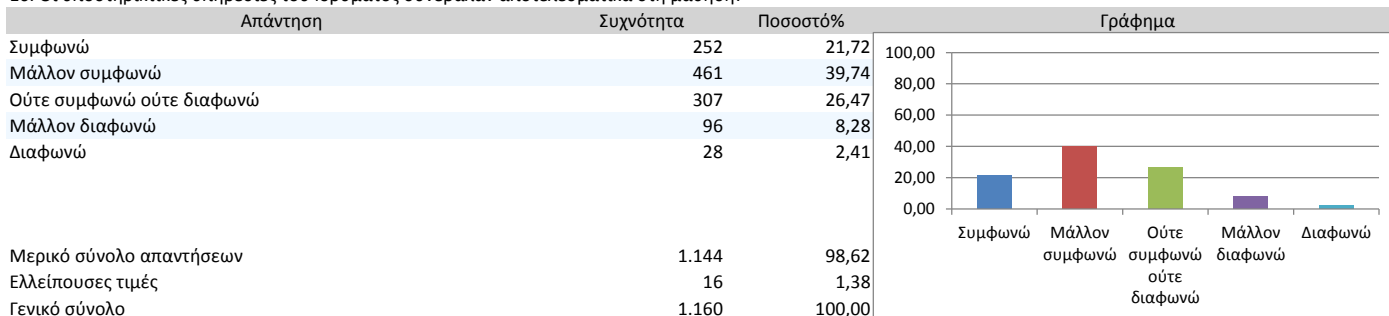 Απάντηση Συχνότητα Ποσοστό% Γράφημα
Συμφωνώ 252 21,72
Μάλλον συμφωνώ 461 39,74
Ούτε συμφωνώ ούτε διαφωνώ 307 26,47
Μάλλον διαφωνώ 96 8,28
Διαφωνώ 28 2,41
Μερικό σύνολο απαντήσεων 1.144 98,62
Ελλείπουσες τιμές 16 1,38
Γενικό σύνολο 1.160 100,00
100,00
80,00
60,00
40,00
20,00
0,00
Συμφωνώ Μάλλον Ούτε Μάλλον Διαφωνώ
συμφωνώ συμφωνώ διαφωνώ
ούτε
διαφωνώ